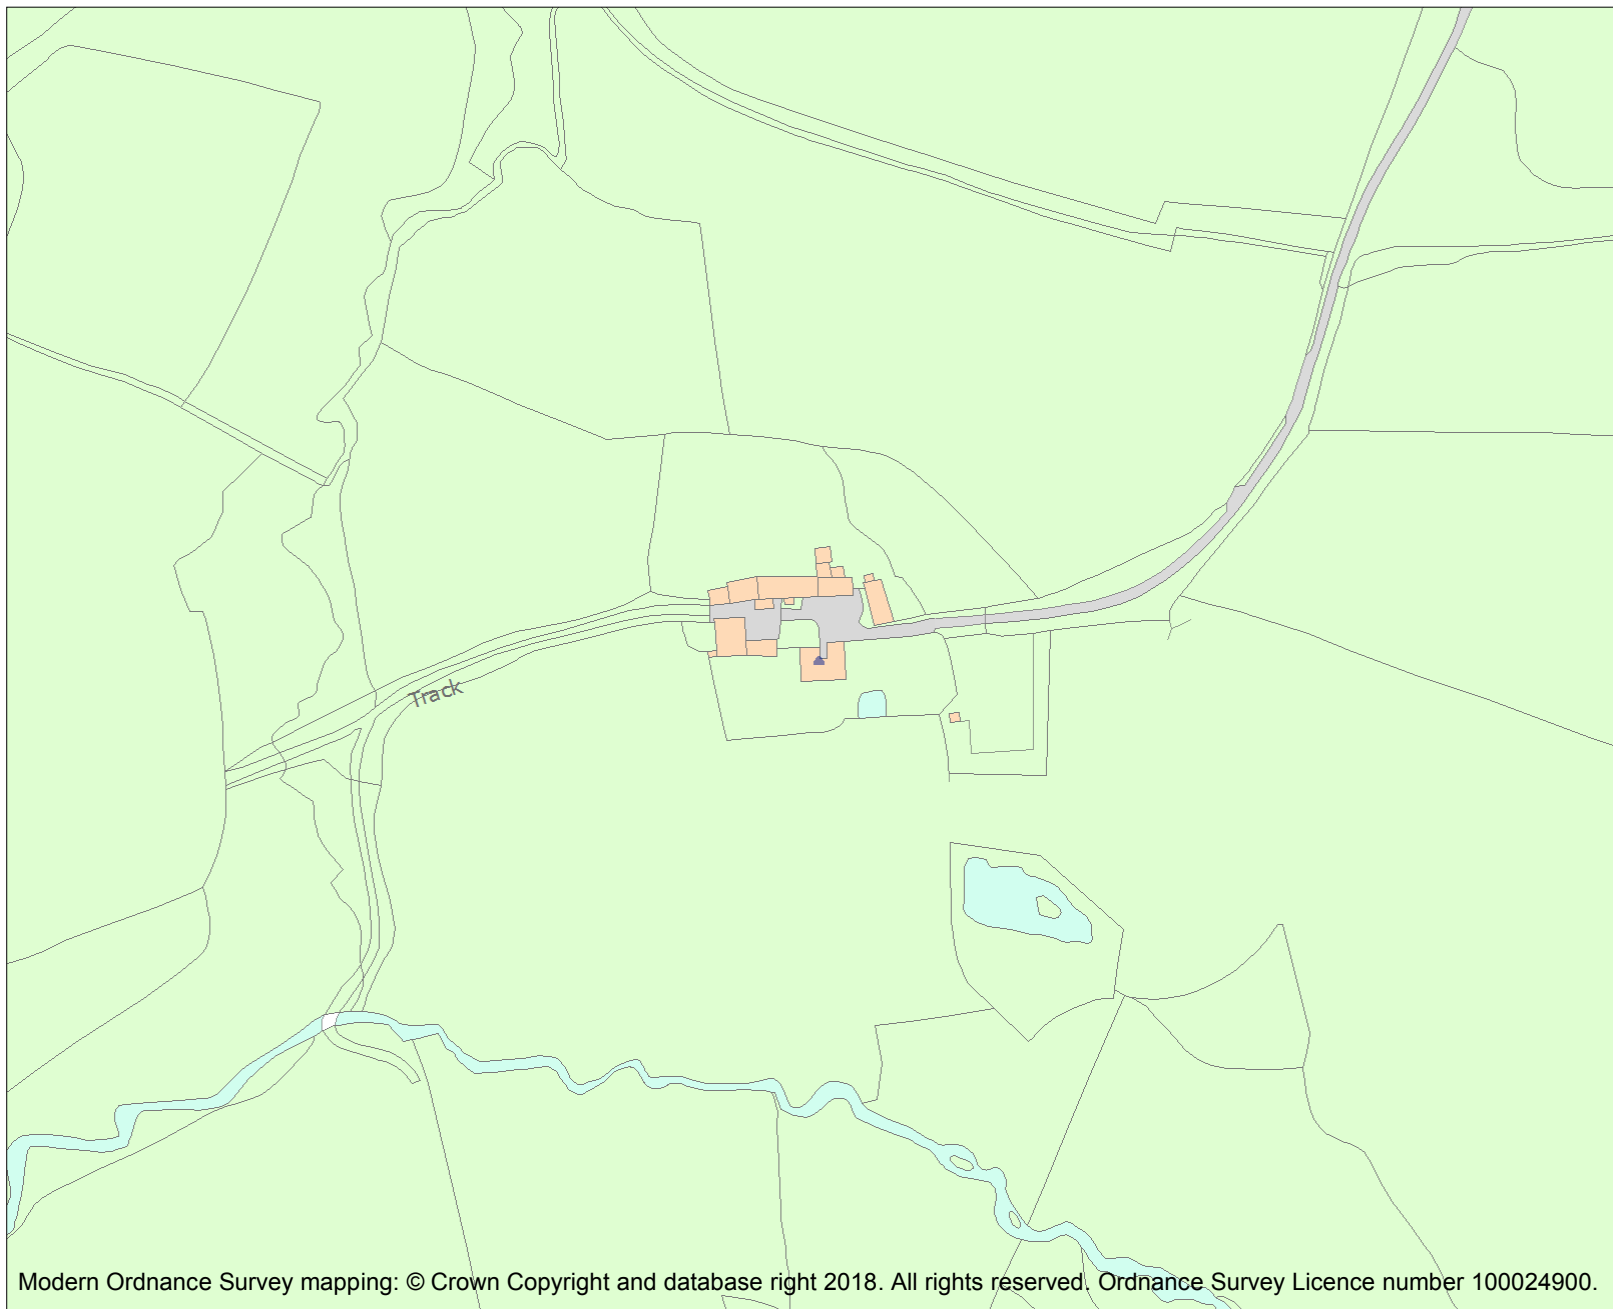 Track
Modern Ordnance Survey mapping: © Crown Copyright and database right 2018. All rights reserved. Ordnance Survey Licence number 100024900.